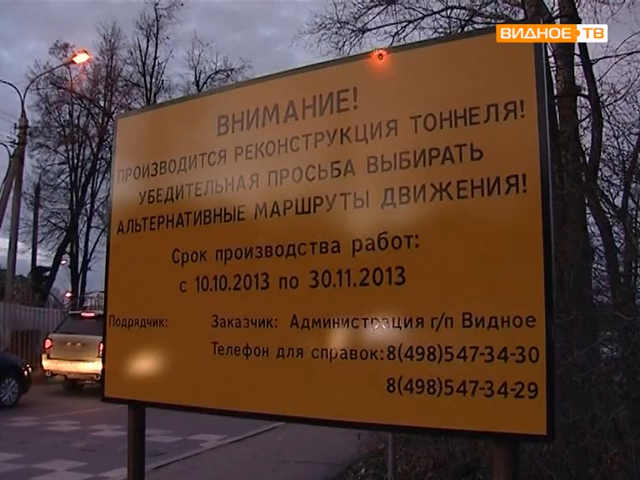 ВИДНОЕ ТВ
ВНИМАНИЕ!
ПРОИЗВОДИТСЯ РЕКОНСТРУКЦИЯ ТОННЕЛЯ!
УБЕДИТЕЛЬНАЯ ПРОСЬБА ВЫБИРАТЬ
АЛЬТЕРНАТИВНЫЕ МАРШРУТЫ ДВИЖЕНИЯ!
Срок производства работ:
с 10.10.2013 по 30.11.2013
Подрядчик: Заказчик: Администрация г/п Видное
Телефон для справок:8(498)547-34-30
8(498)547-34-29